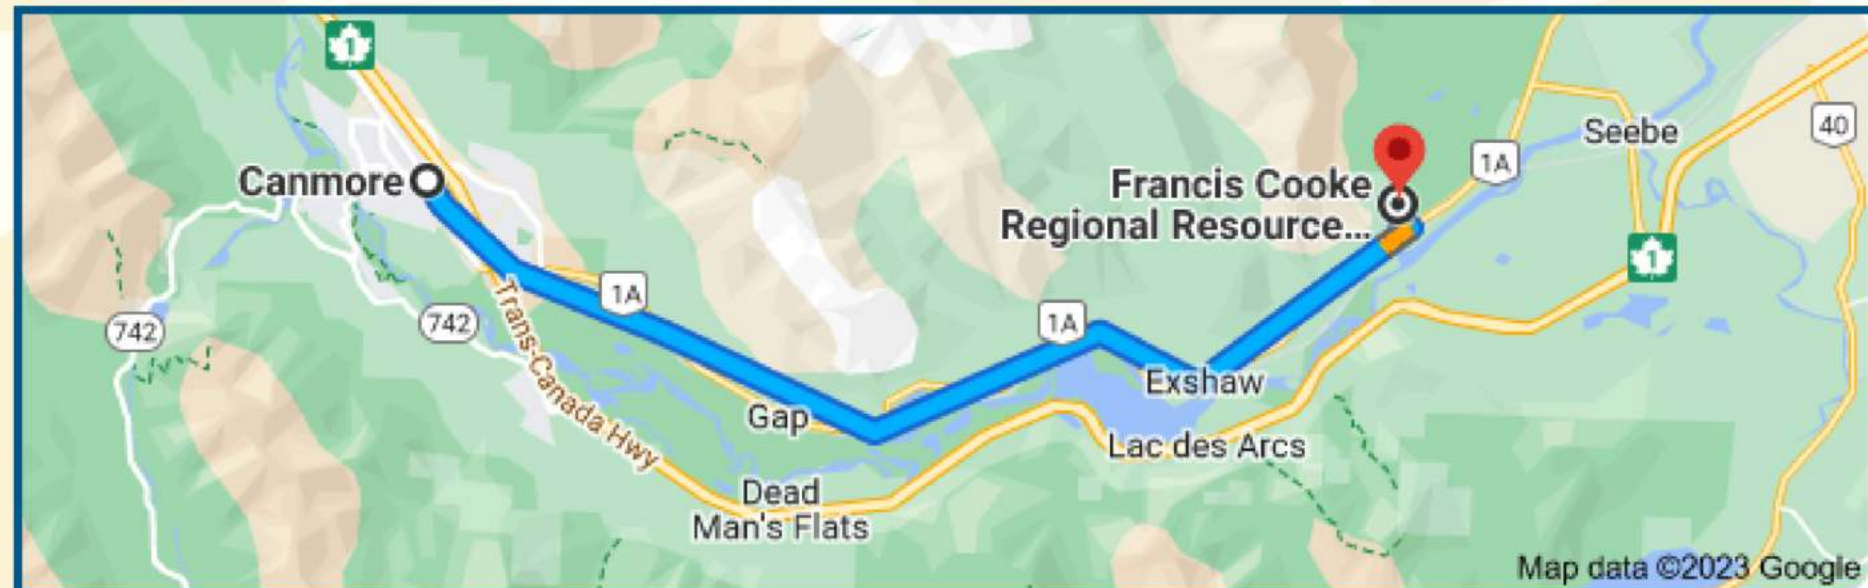 1
Canmore
Francis Cooke
Regional Resource...
1A
Seebe
40
1
742
742
1A
1A
Trans-Canada Hwy
Gap
Exshaw
Lac des Arcs
Dead
Man's Flats
Map data ©2023 Google